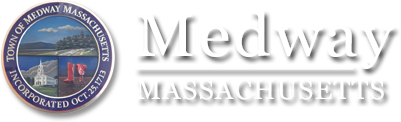 TOWN OF MEDWAY MASSACHUSETTS
INCORPORATED OCT. 25, 1713
Medway
MASSACHUSETTS